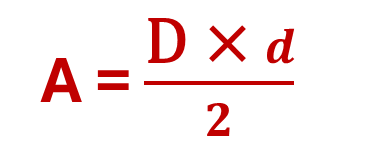 A = D × d / 2